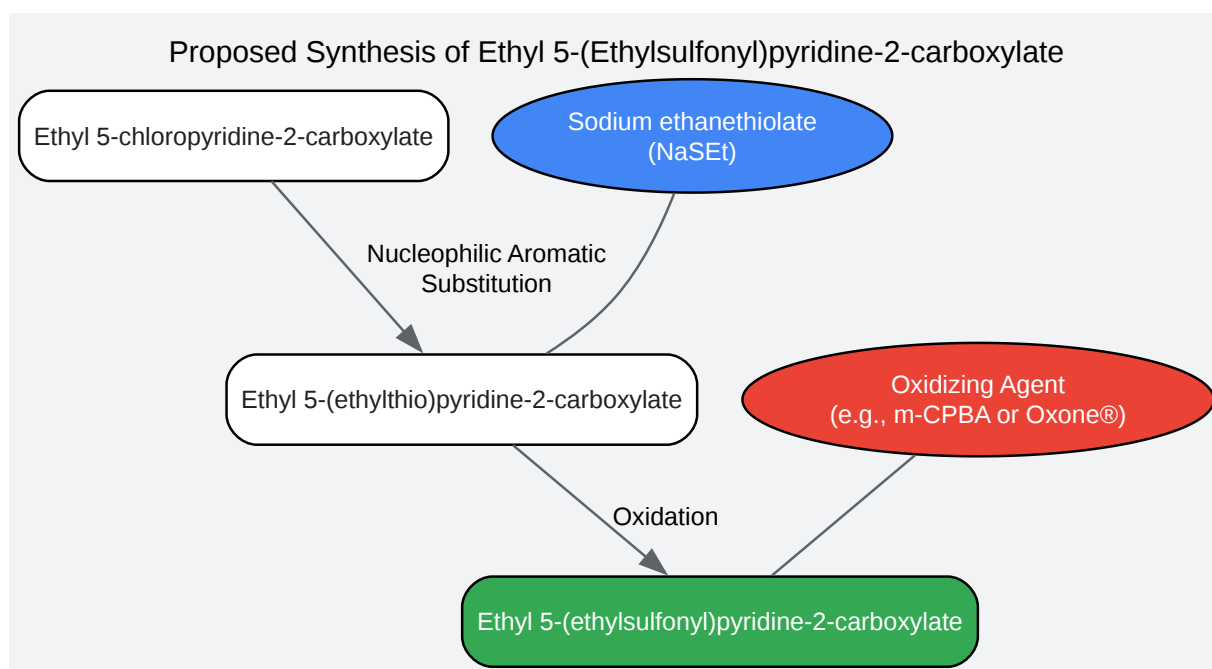 Proposed Synthesis of Ethyl 5-(Ethylsulfonyl)pyridine-2-carboxylate
Ethyl 5-chloropyridine-2-carboxylate
Sodium ethanethiolate
(NaSEt)
Nucleophilic Aromatic
Substitution
Ethyl 5-(ethylthio)pyridine-2-carboxylate
Oxidizing Agent
(e.g., m-CPBA or Oxone®)
Oxidation
Ethyl 5-(ethylsulfonyl)pyridine-2-carboxylate